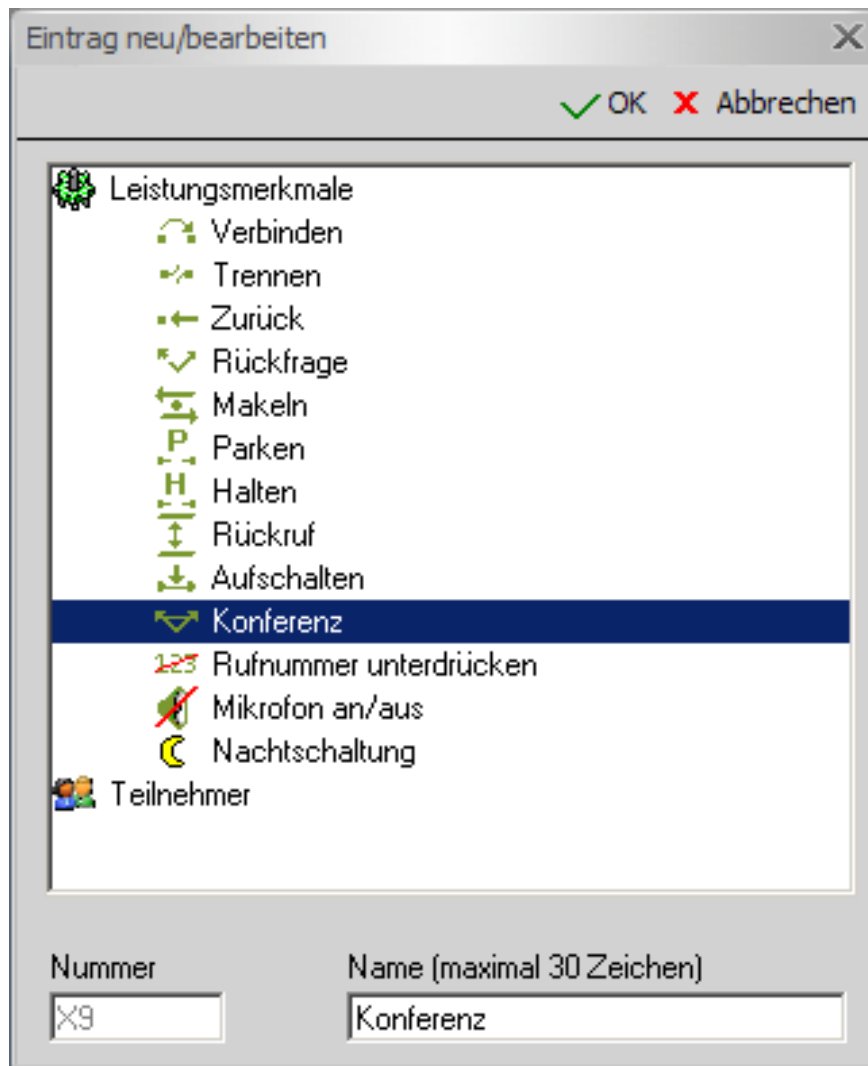 Eintrag neu/bearbeiten
OK Abbrechen
Leistungsmerkmale
Verbinden
Trennen
Zurück
Rückfrage
Makeln
P Parken
H Halten
Rückruf
Aufschalten
Konferenz
123 Rufnummer unterdrücken
Mikrofon an/aus
Nachtschaltung
Teilnehmer
Nummer Name (maximal 30 Zeichen)
X9 Konferenz